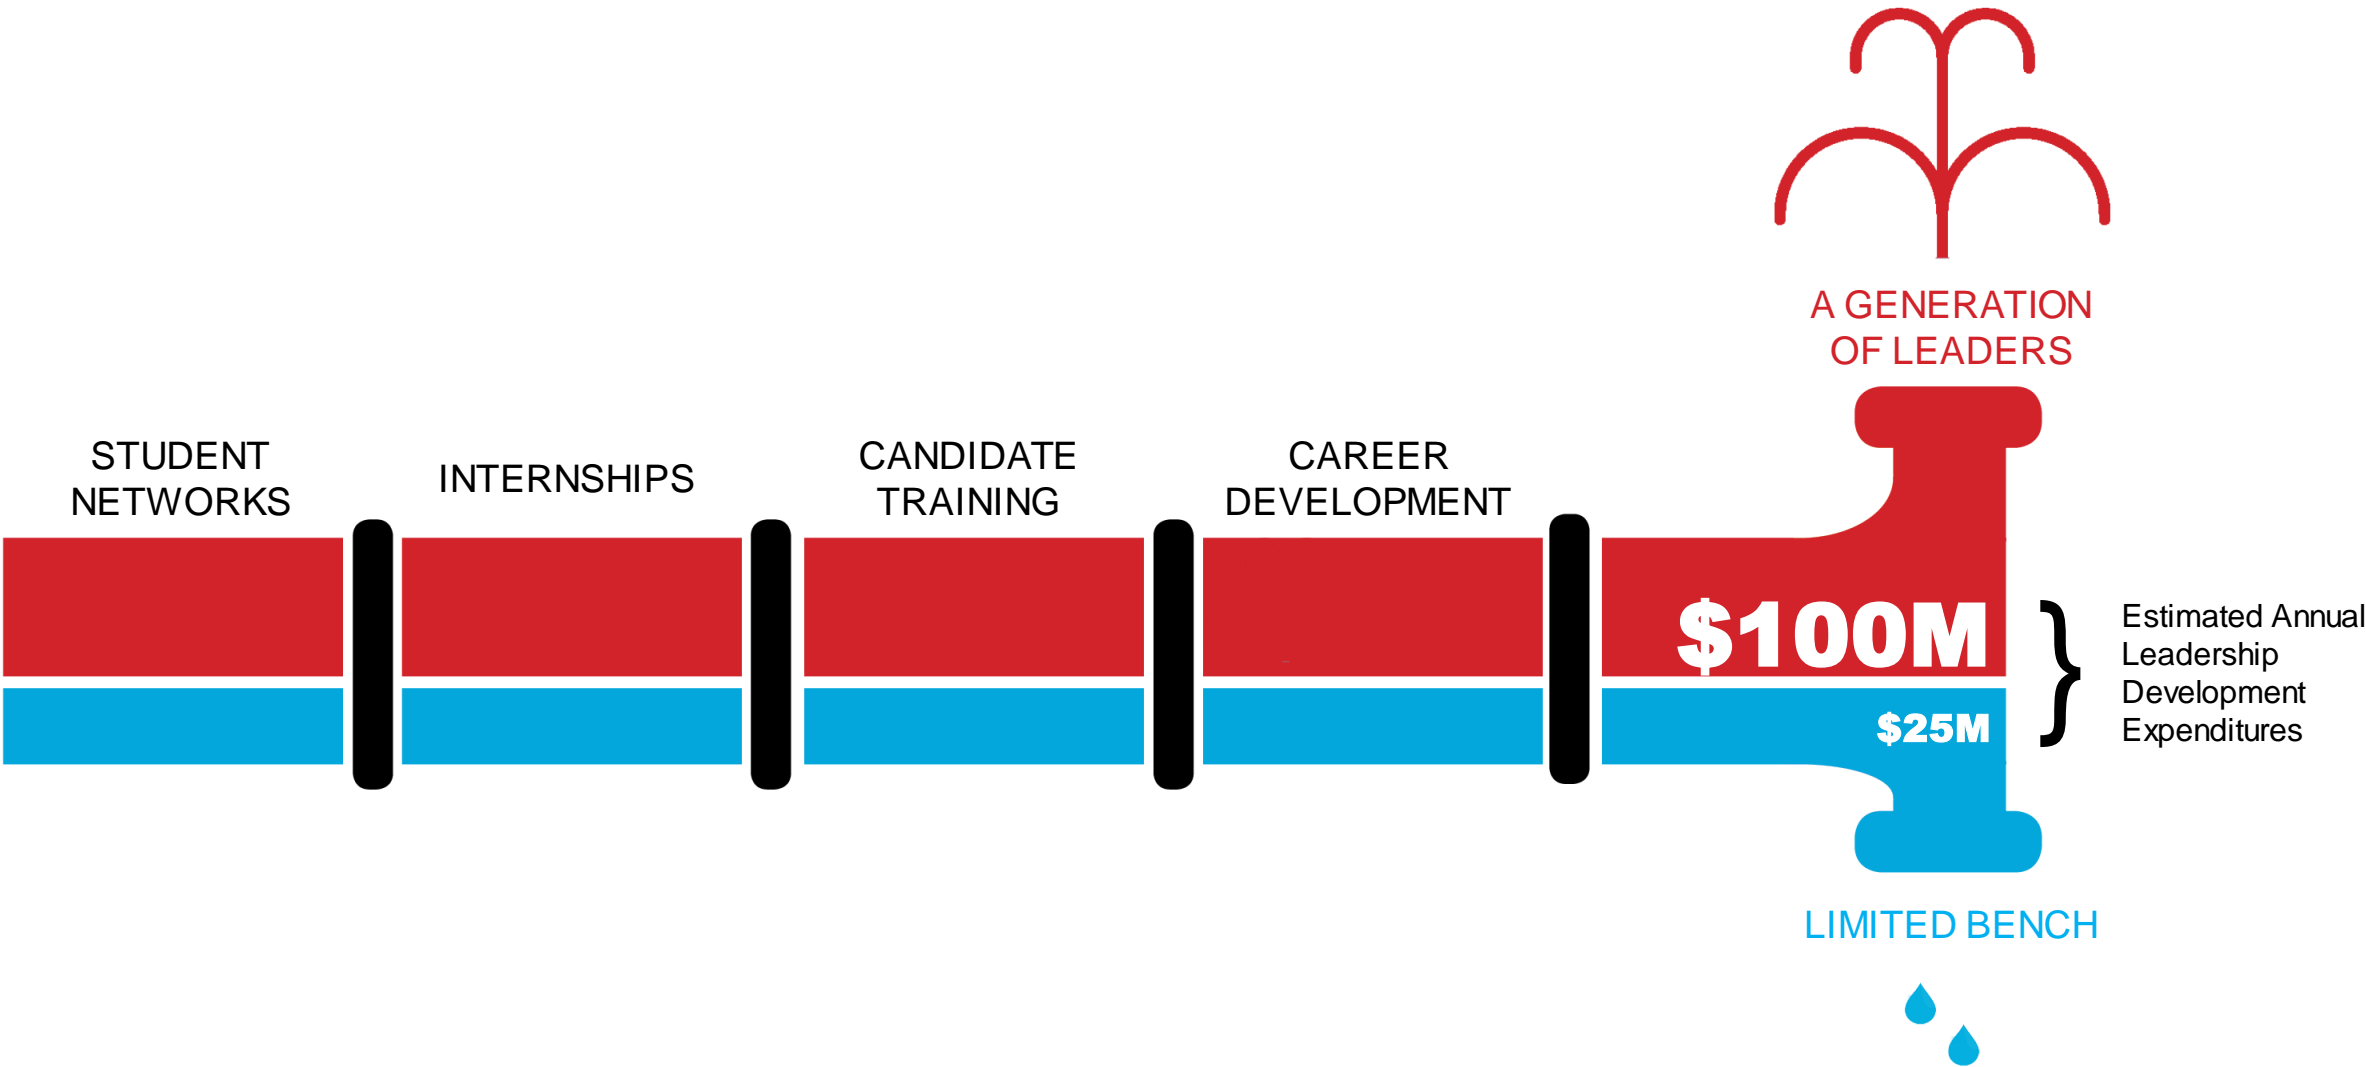 A GENERATION
OF LEADERS
STUDENT
NETWORKS
INTERNSHIPS
CANDIDATE
TRAINING
CAREER
DEVELOPMENT
$100M
$25M
}
Estimated Annual
Leadership
Development
Expenditures
LIMITED BENCH